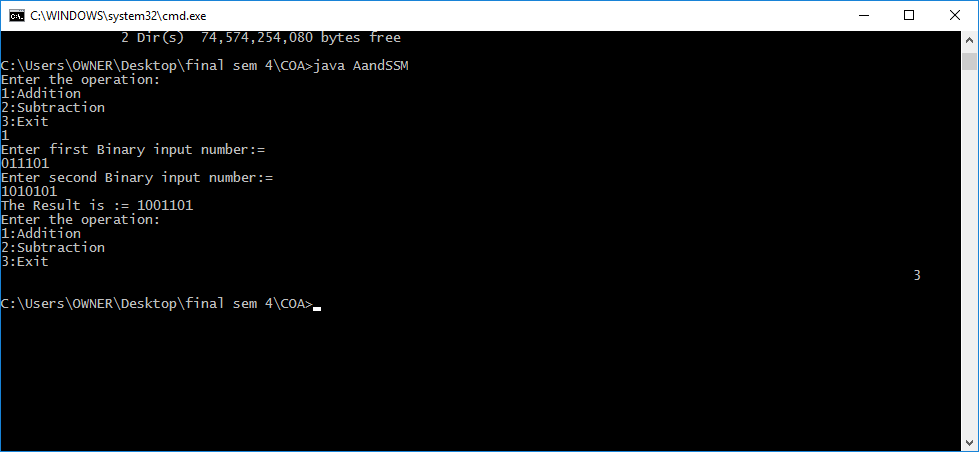 C:\WINDOWS\system32\cmd.exe
2 Dir(s)  74,574,254,080 bytes free
C:\Users\OWNER\Desktop\final sem 4\COA>java AandSSM
Enter the operation:
1:Addition
2:Subtraction
3:Exit
1
Enter first Binary input number:=
011101
Enter second Binary input number:=
1010101
The Result is := 1001101
Enter the operation:
1:Addition
2:Subtraction
3:Exit
3
C:\Users\OWNER\Desktop\final sem 4\COA>